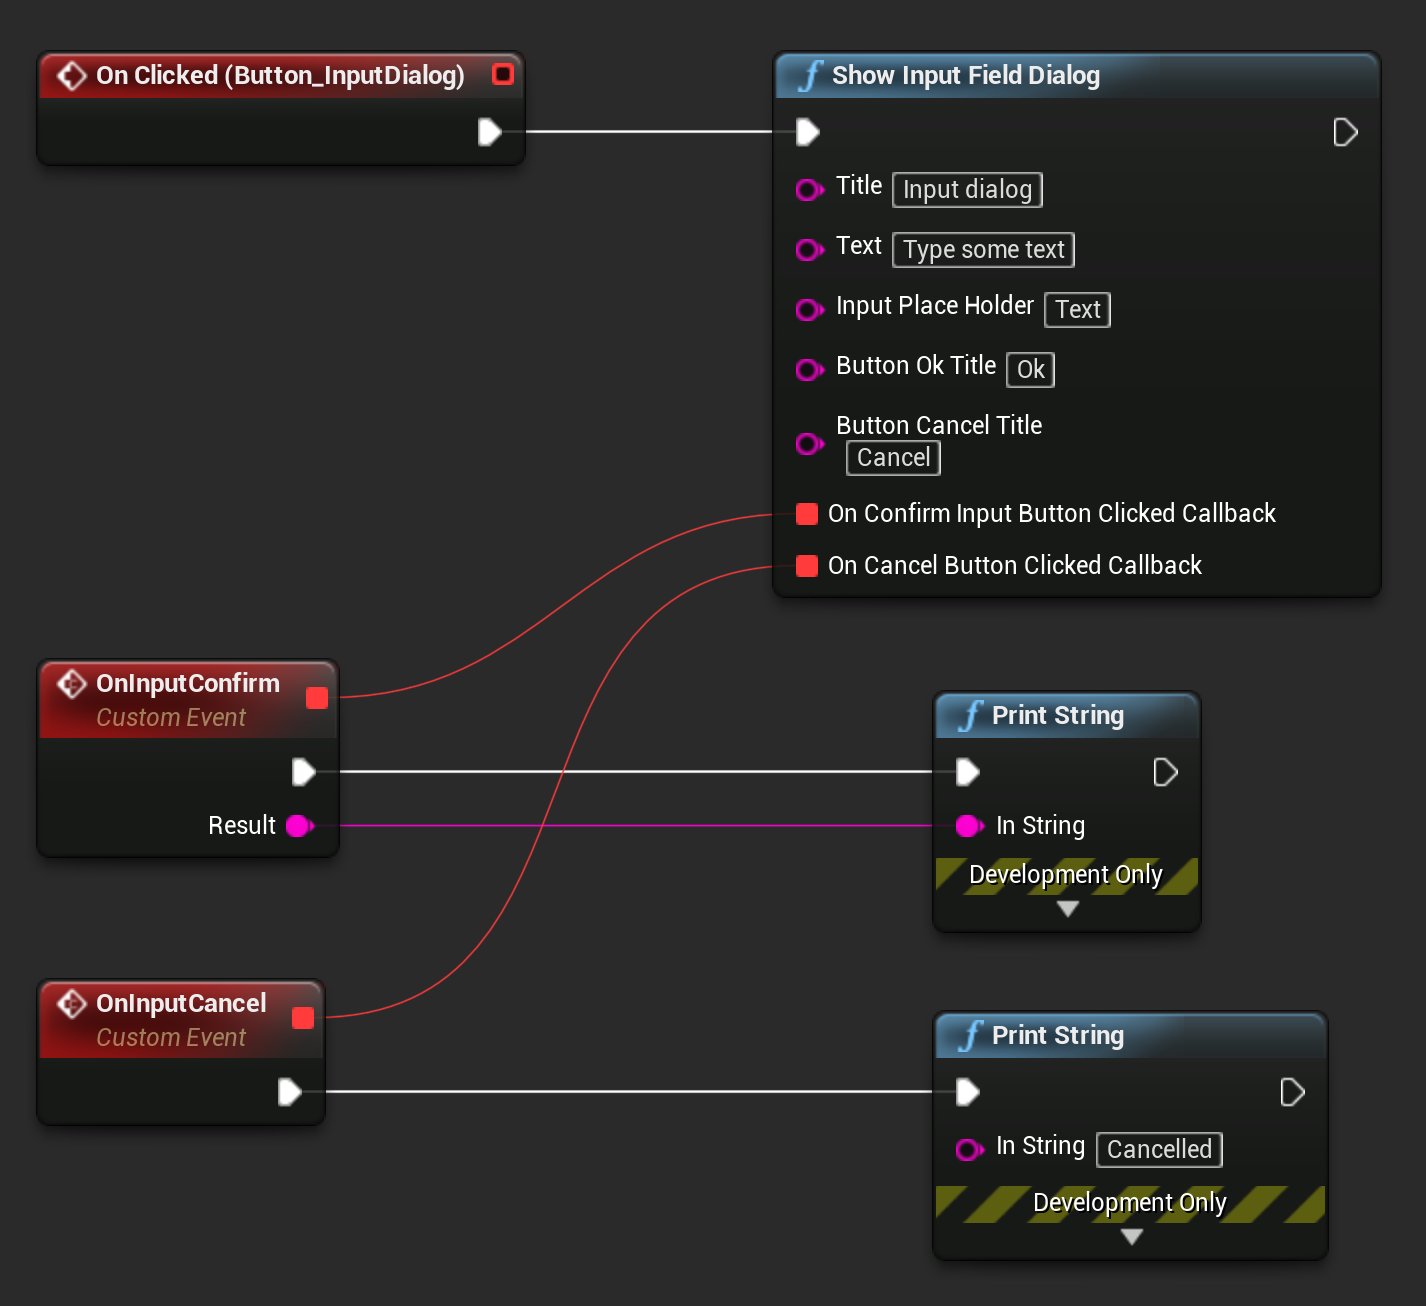 On Clicked (Button_InputDialog)
Show Input Field Dialog
Title Input dialog
Text Type some text
Input Place Holder Text
Button Ok Title Ok
Button Cancel Title
Cancel
On Confirm Input Button Clicked Callback
On Cancel Button Clicked Callback
OnInputConfirm
Custom Event
Result
Print String
In String
Development Only
OnInputCancel
Custom Event
Print String
In String Cancelled
Development Only